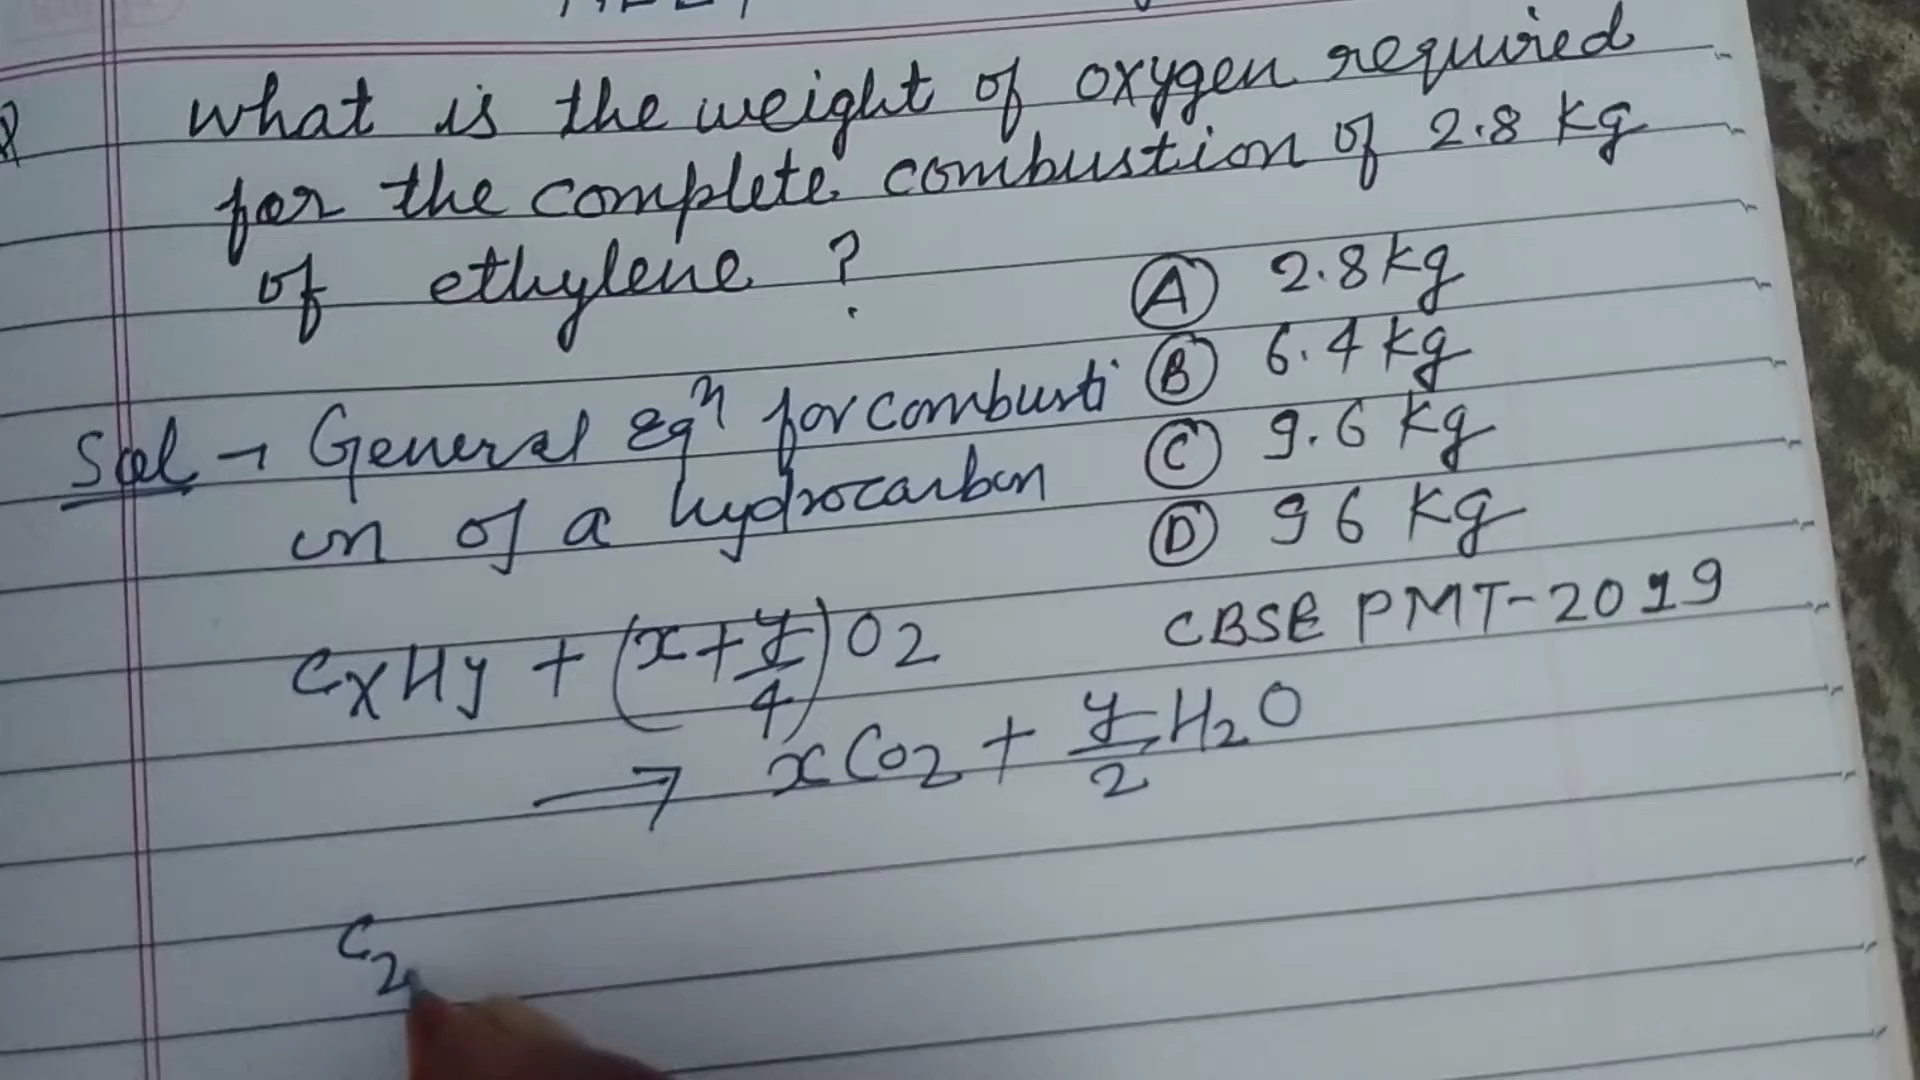 What is the weight of oxygen required
for the complete combustion of 2.8 kg
of ethylene ?
(A) 2.8 kg
(B) 6.4 kg
(C) 9.6 kg
(D) 96 kg
CBSE PMT-2019
Sol → General Eqⁿ for combusti
on of a hydrocarbon
CxHy + (x + y/4) O2
→ xCO2 + y/2 H2O
C2